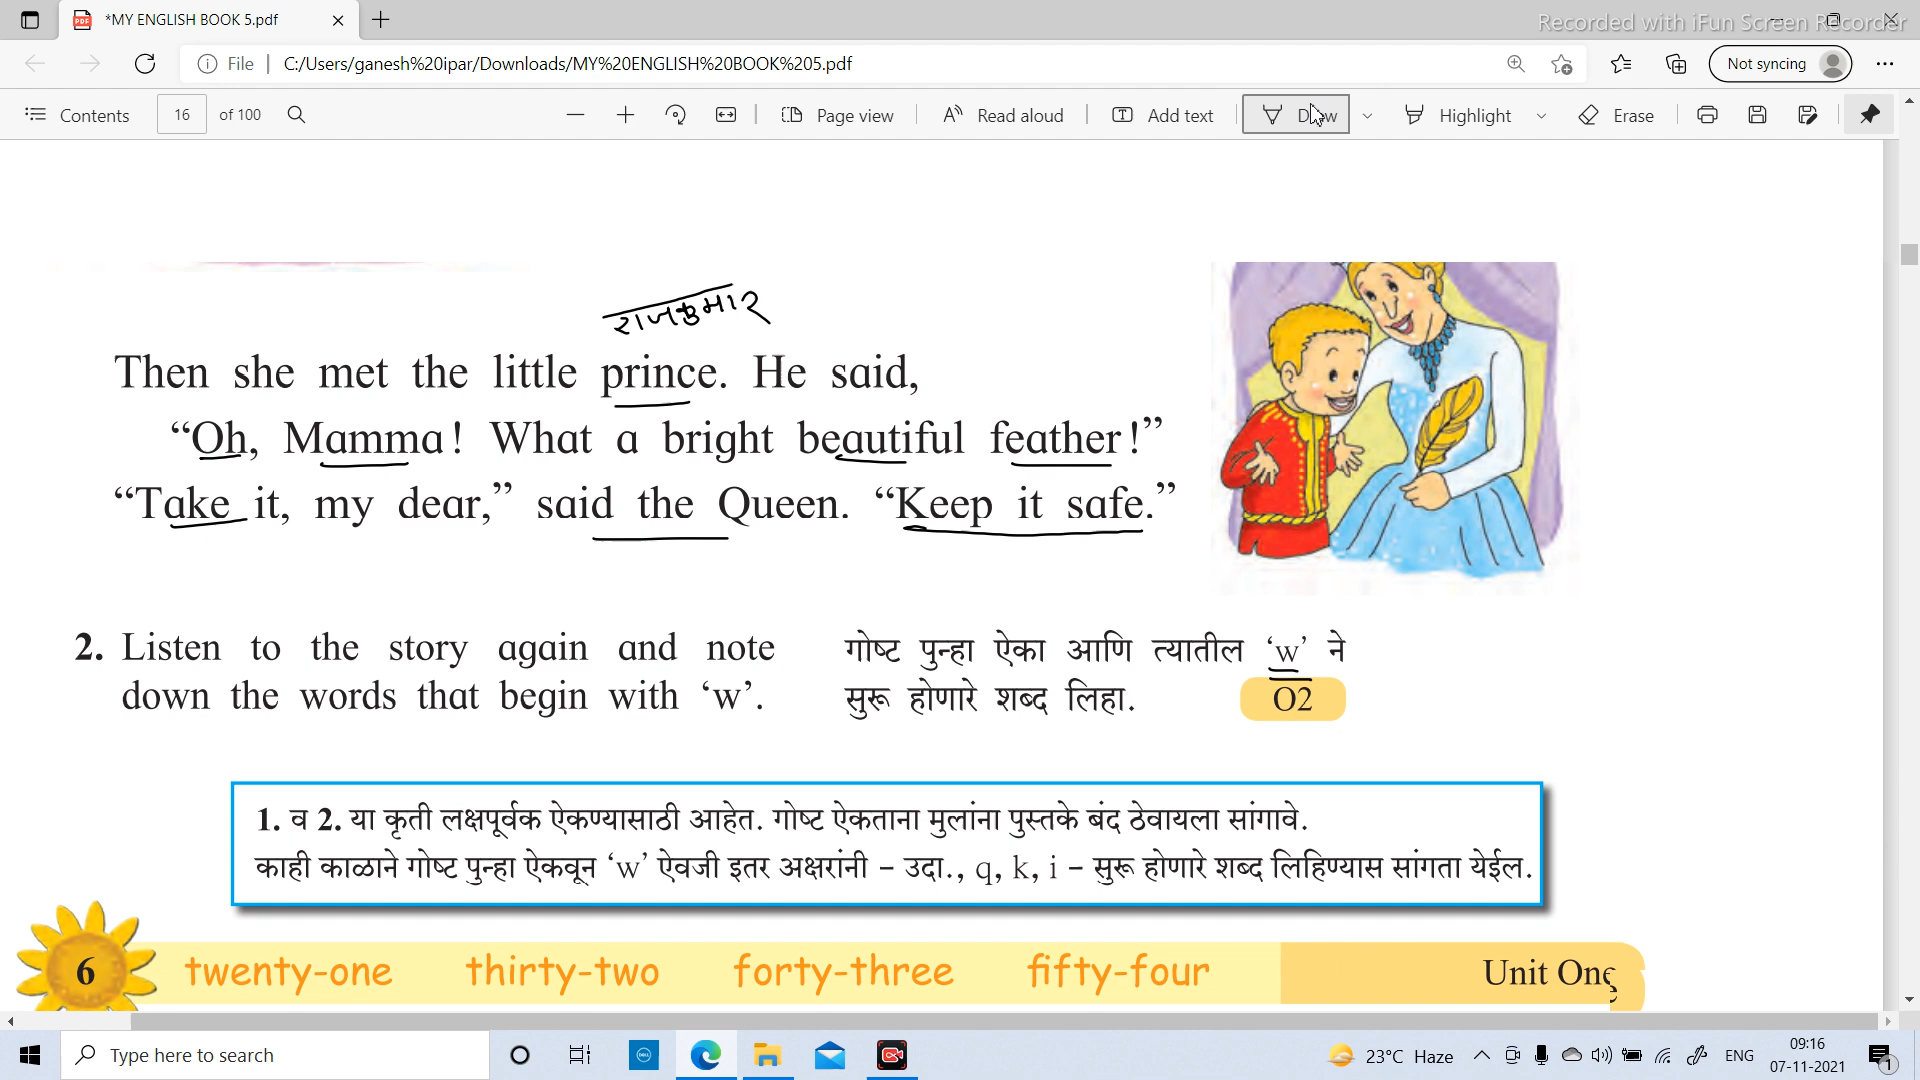 *MY ENGLISH BOOK 5.pdf
Recorded with iFun Screen Recorder
File C:/Users/ganesh%20ipar/Downloads/MY%20ENGLISH%20BOOK%205.pdf Not syncing
Contents 16 of 100 Page view Read aloud Add text Draw Highlight Erase
राजकुमार
Then she met the little prince. He said,
“Oh, Mamma! What a bright beautiful feather!”
“Take it, my dear,” said the Queen. “Keep it safe.”
2. Listen to the story again and note
down the words that begin with ‘w’.
गोष्ट पुन्हा ऐका आणि त्यातील ‘w’ ने
सुरू होणारे शब्द लिहा. O2
1. व 2. या कृती लक्षपूर्वक ऐकण्यासाठी आहेत. गोष्ट ऐकताना मुलांना पुस्तके बंद ठेवायला सांगावे.
काही काळाने गोष्ट पुन्हा ऐकवून ‘w’ ऐवजी इतर अक्षरांनी – उदा., q, k, i – सुरू होणारे शब्द लिहिण्यास सांगता येईल.
6 twenty-one thirty-two forty-three fifty-four Unit One
Type here to search 23°C Haze ENG 09:16
07-11-2021 1